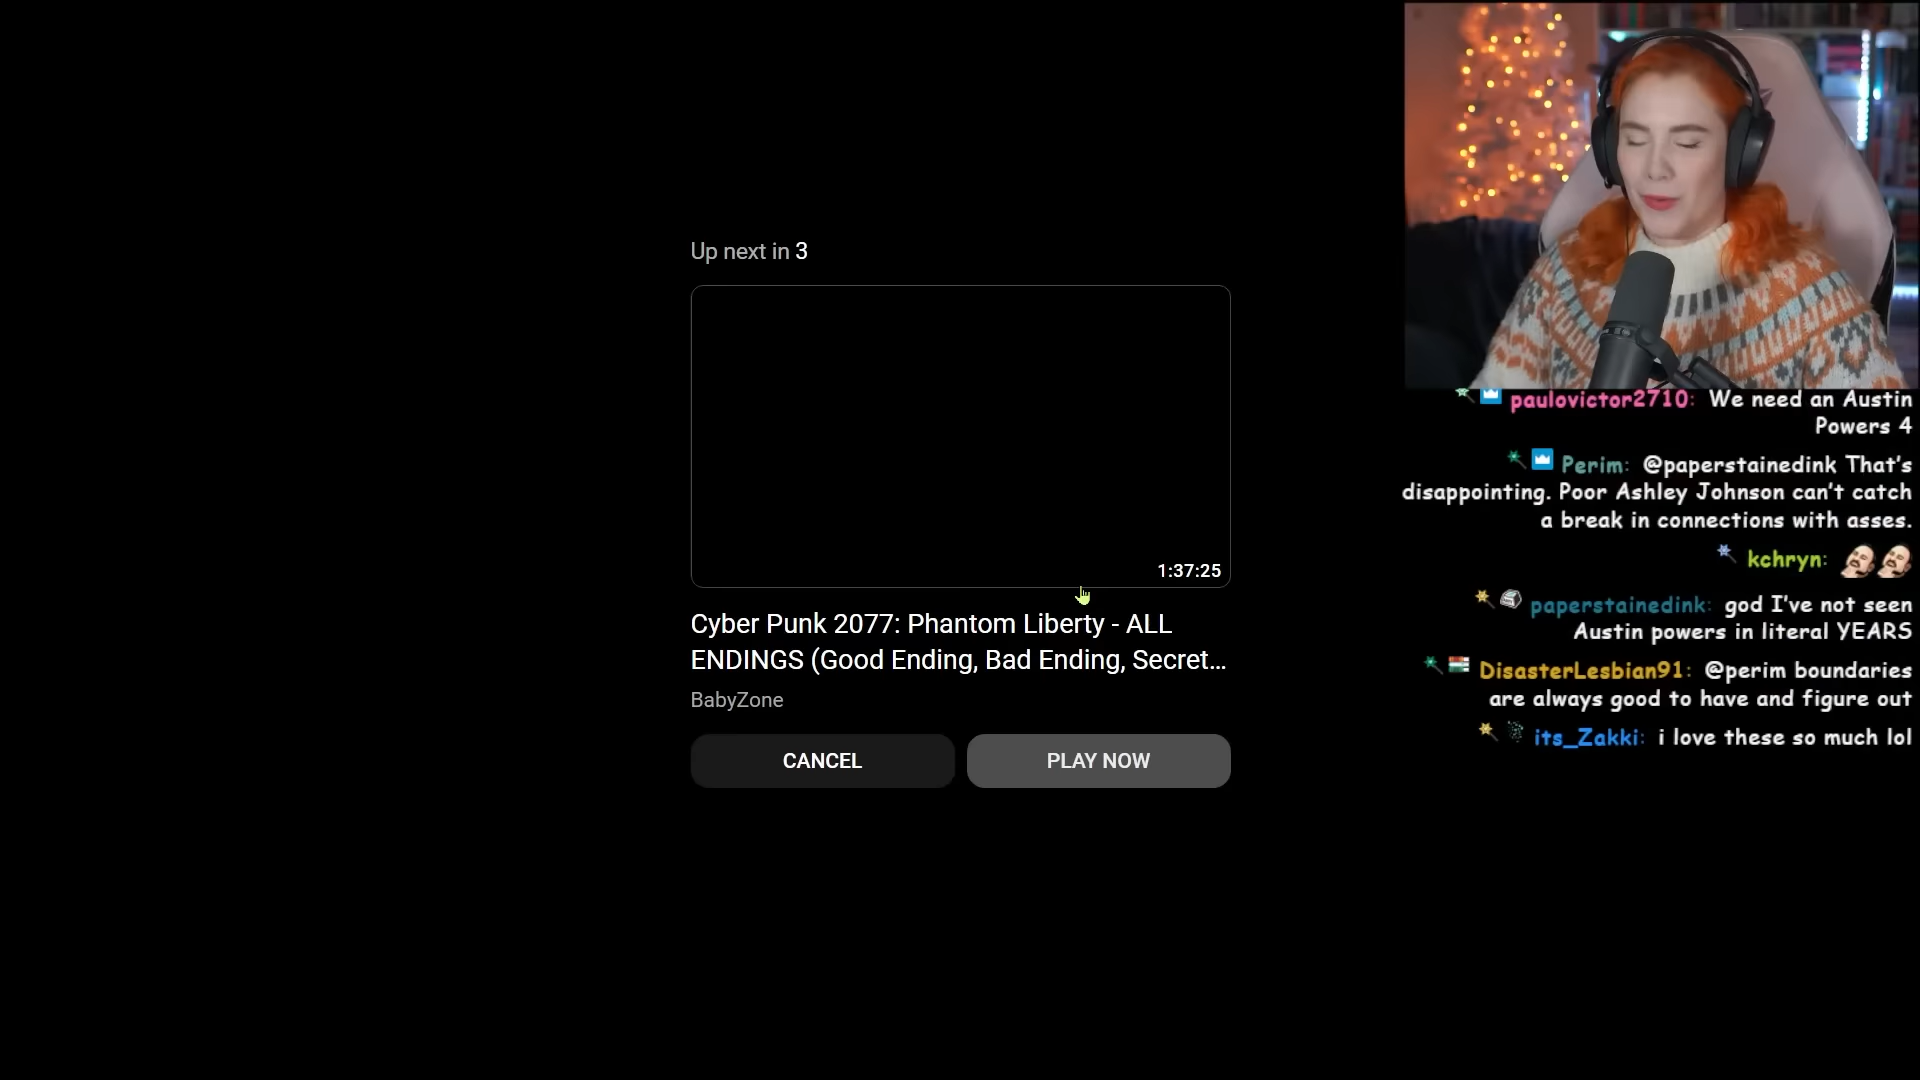 Up next in 3
1:37:25
Cyber Punk 2077: Phantom Liberty - ALL
ENDINGS (Good Ending, Bad Ending, Secret...
BabyZone
CANCEL
PLAY NOW
paulovictor2710: We need an Austin
Powers 4
Perim: @paperstainedink That's
disappointing. Poor Ashley Johnson can't catch
a break in connections with asses.
kchryn:
paperstainedink: god I've not seen
Austin powers in literal YEARS
DisasterLesbian91: @perim boundaries
are always good to have and figure out
its_Zakki: i love these so much lol